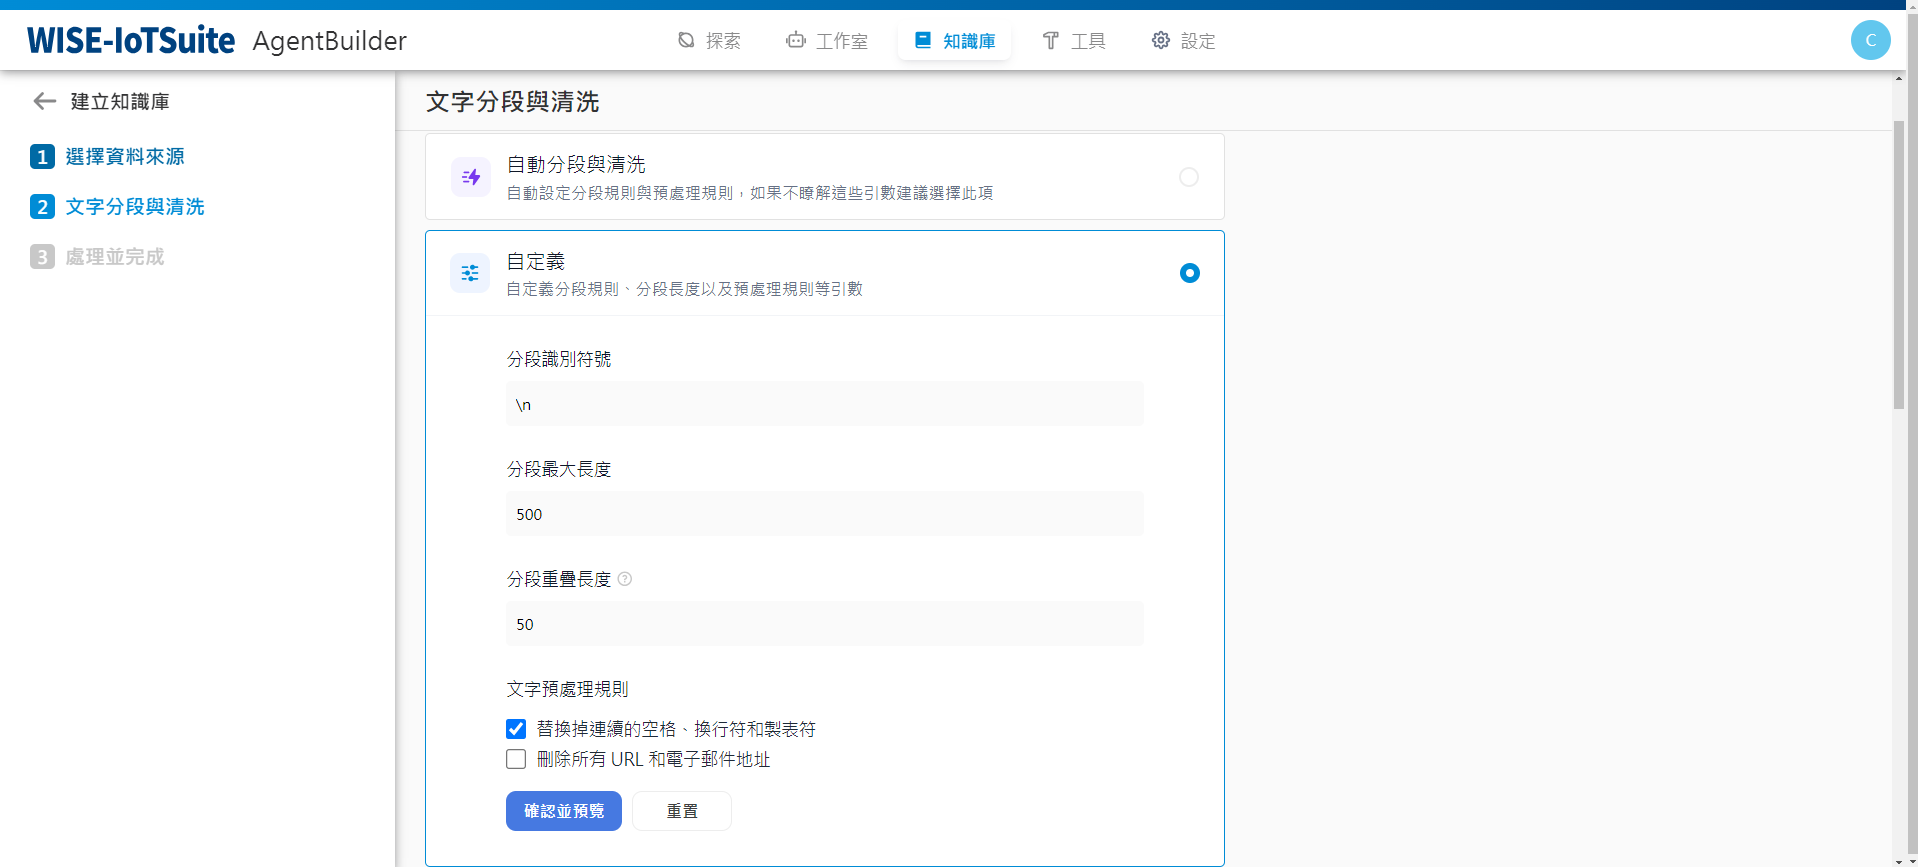 WISE-IoTSuite AgentBuilder
探索
工作室
知識庫
工具
設定
C
建立知識庫
1 選擇資料來源
2 文字分段與清洗
3 處理並完成
文字分段與清洗
自動分段與清洗
自動設定分段規則與預處理規則，如果不瞭解這些引數建議選擇此項
自定義
自定義分段規則、分段長度以及預處理規則等引數
分段識別符號
\n
分段最大長度
500
分段重疊長度 ?
50
文字預處理規則
替換掉連續的空格、換行符和製表符
刪除所有 URL 和電子郵件地址
確認並預覽
重置